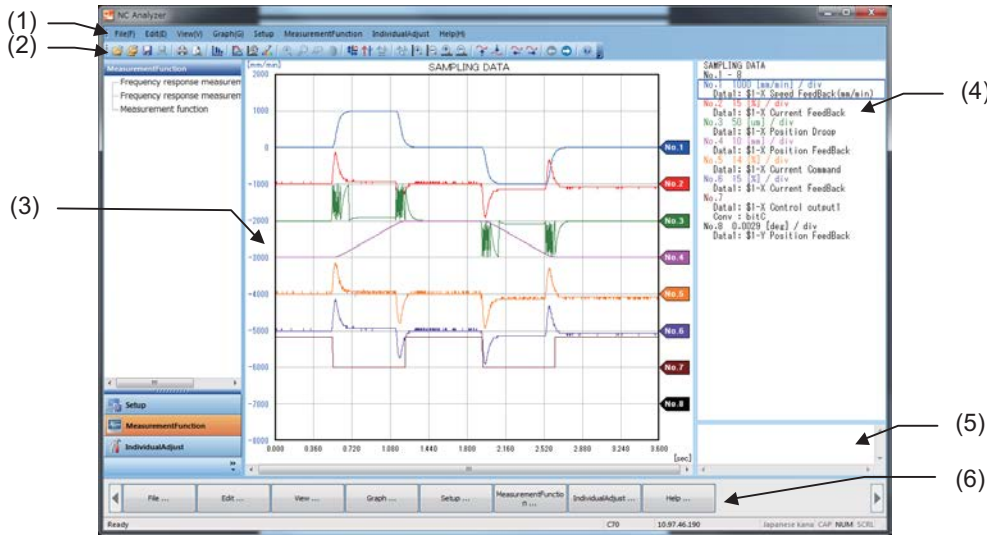 NC Analyzer
(1)
File(F) Edit(E) View(V) Graph(G) Setup MeasurementFunction IndividualAdjust Help(H)
(2)
MeasurementFunction
Frequency response measuremen
Frequency response measuremen
Measurement function
[mm/min]
SAMPLING DATA
2000
1000
0
-1000
-2000
-3000
-4000
-5000
-6000
-7000
-8000
0.000 0.360 0.720 1.080 1.440 1.800 2.160 2.520 2.880 3.240 3.600
[sec]
No.1
No.2
No.3
No.4
No.5
No.6
No.7
No.8
(3)
SAMPLING DATA
No.1 - 8
No.1 1000 [mm/min] / div
Data1: $1-X Speed FeedBack(mm/min)
No.2 15 [%] / div
Data1: $1-X Current FeedBack
No.3 50 [um] / div
Data1: $1-X Position Droop
No.4 10 [mm] / div
Data1: $1-X Position FeedBack
No.5 14 [%] / div
Data1: $1-X Current Command
No.6 15 [%] / div
Data1: $1-X Current FeedBack
No.7
Data1: $1-X Control output1
Conv : bitC
No.8 0.0029 [deg] / div
Data1: $1-Y Position FeedBack
(4)
Setup
MeasurementFunction
IndividualAdjust
(5)
File ... Edit ... View ... Graph ... Setup ... MeasurementFunctio
n ... IndividualAdjust ... Help ...
(6)
Ready C70 10.97.46.190 Japanese kana CAP NUM SCRL